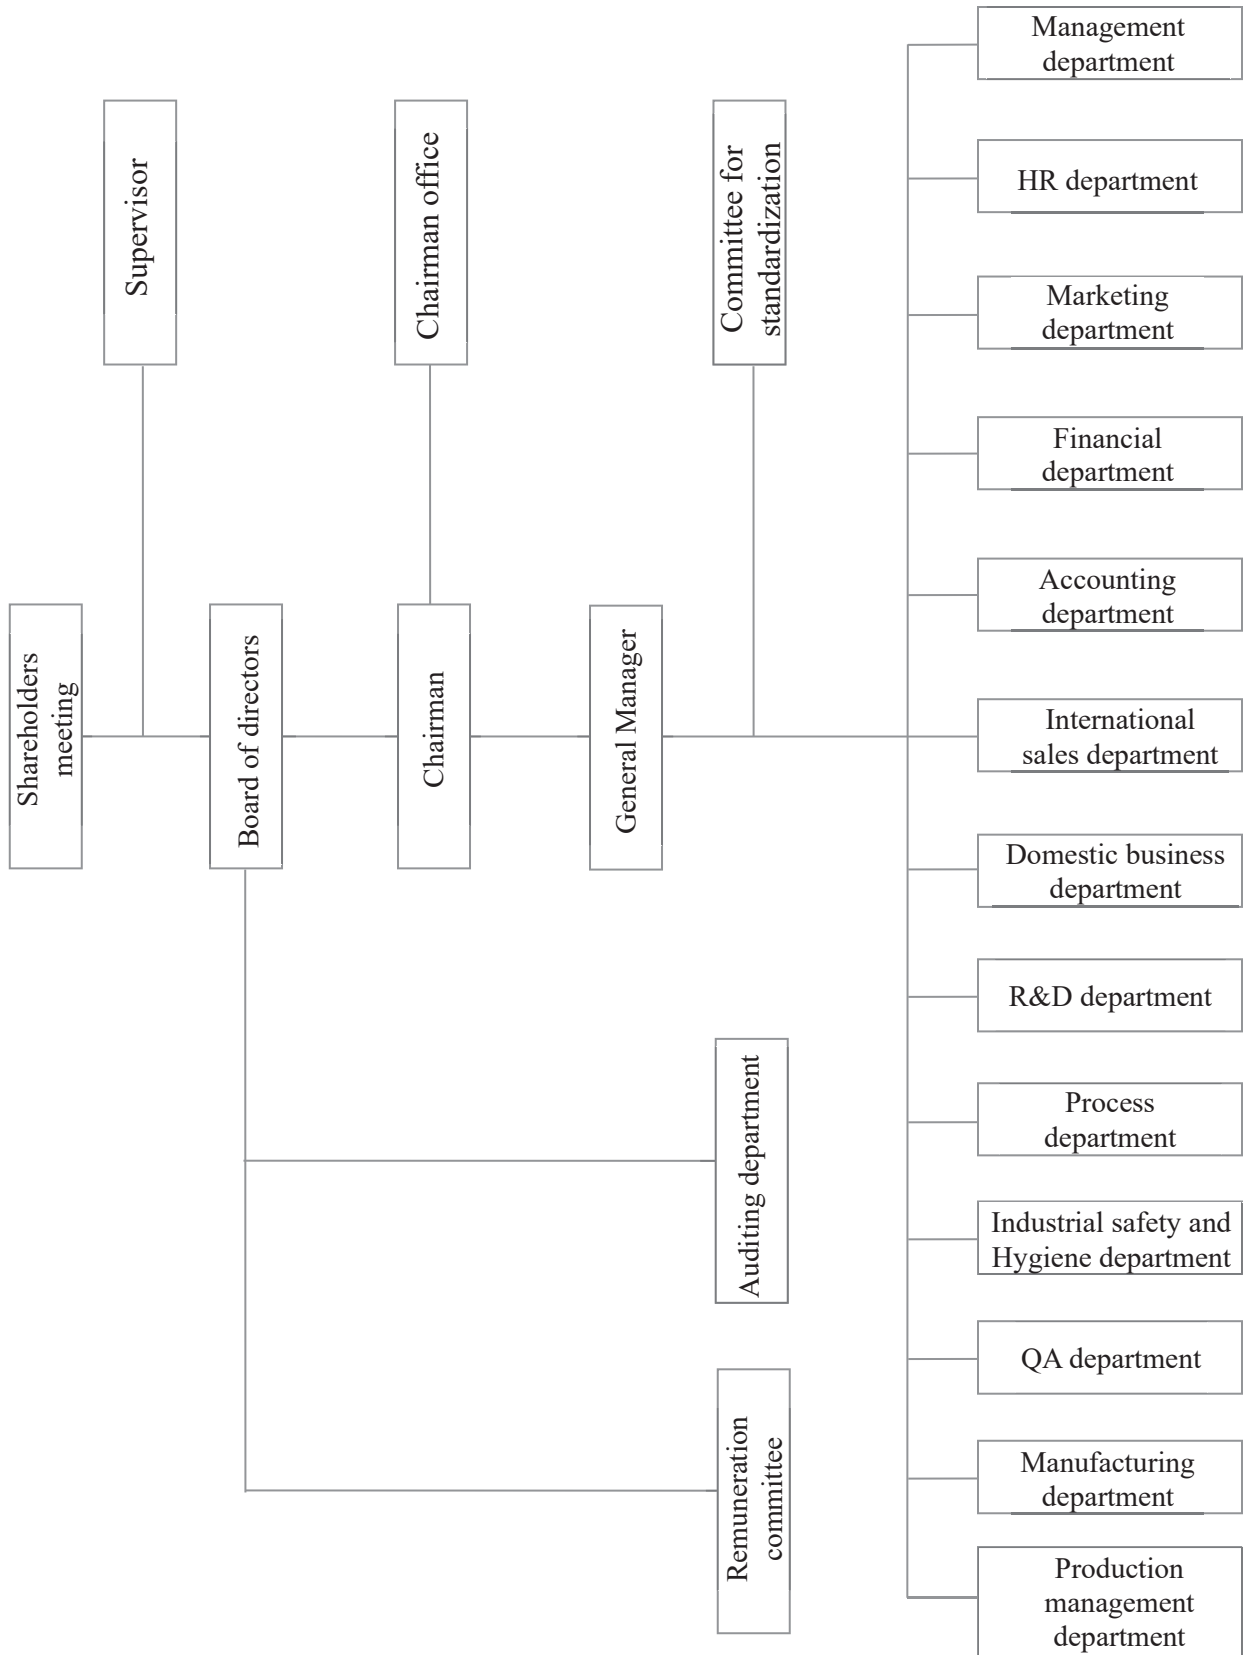 Shareholders
meeting
Supervisor
Board of directors
Chairman
Chairman office
General Manager
Committee for
standardization
Auditing department
Remuneration
committee
Management
department
HR department
Marketing
department
Financial
department
Accounting
department
International
sales department
Domestic business
department
R&D department
Process
department
Industrial safety and
Hygiene department
QA department
Manufacturing
department
Production
management
department